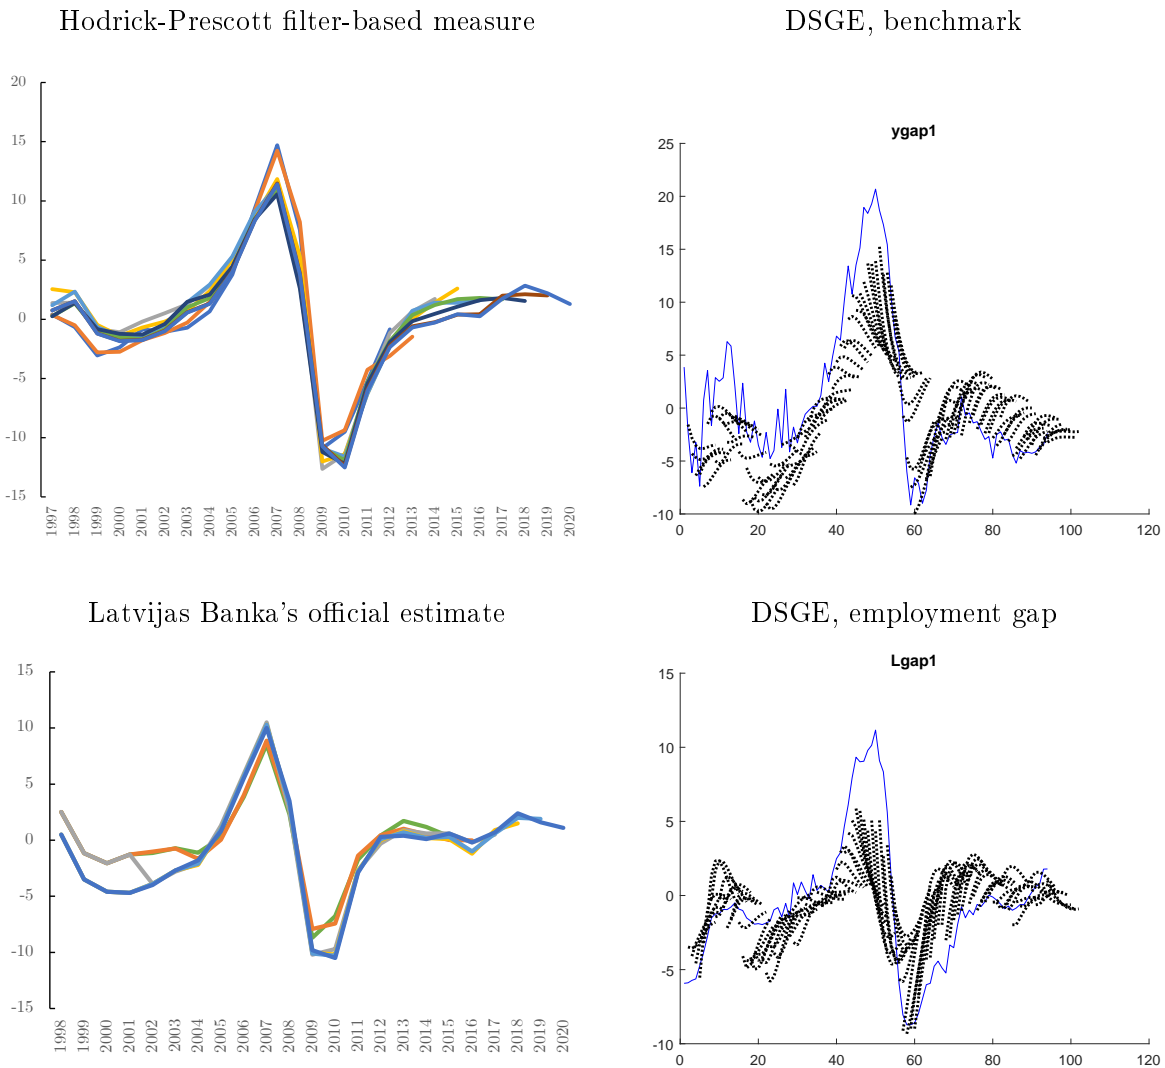 Hodrick-Prescott filter-based measure
20
15
10
5
0
-5
-10
-15
1997 1998 1999 2000 2001 2002 2003 2004 2005 2006 2007 2008 2009 2010 2011 2012 2013 2014 2015 2016 2017 2018 2019 2020
DSGE, benchmark
ygap1
25
20
15
10
5
0
-5
-10
0 20 40 60 80 100 120
Latvijas Banka's official estimate
15
10
5
0
-5
-10
-15
1998 1999 2000 2001 2002 2003 2004 2005 2006 2007 2008 2009 2010 2011 2012 2013 2014 2015 2016 2017 2018 2019 2020
DSGE, employment gap
Lgap1
15
10
5
0
-5
-10
0 20 40 60 80 100 120